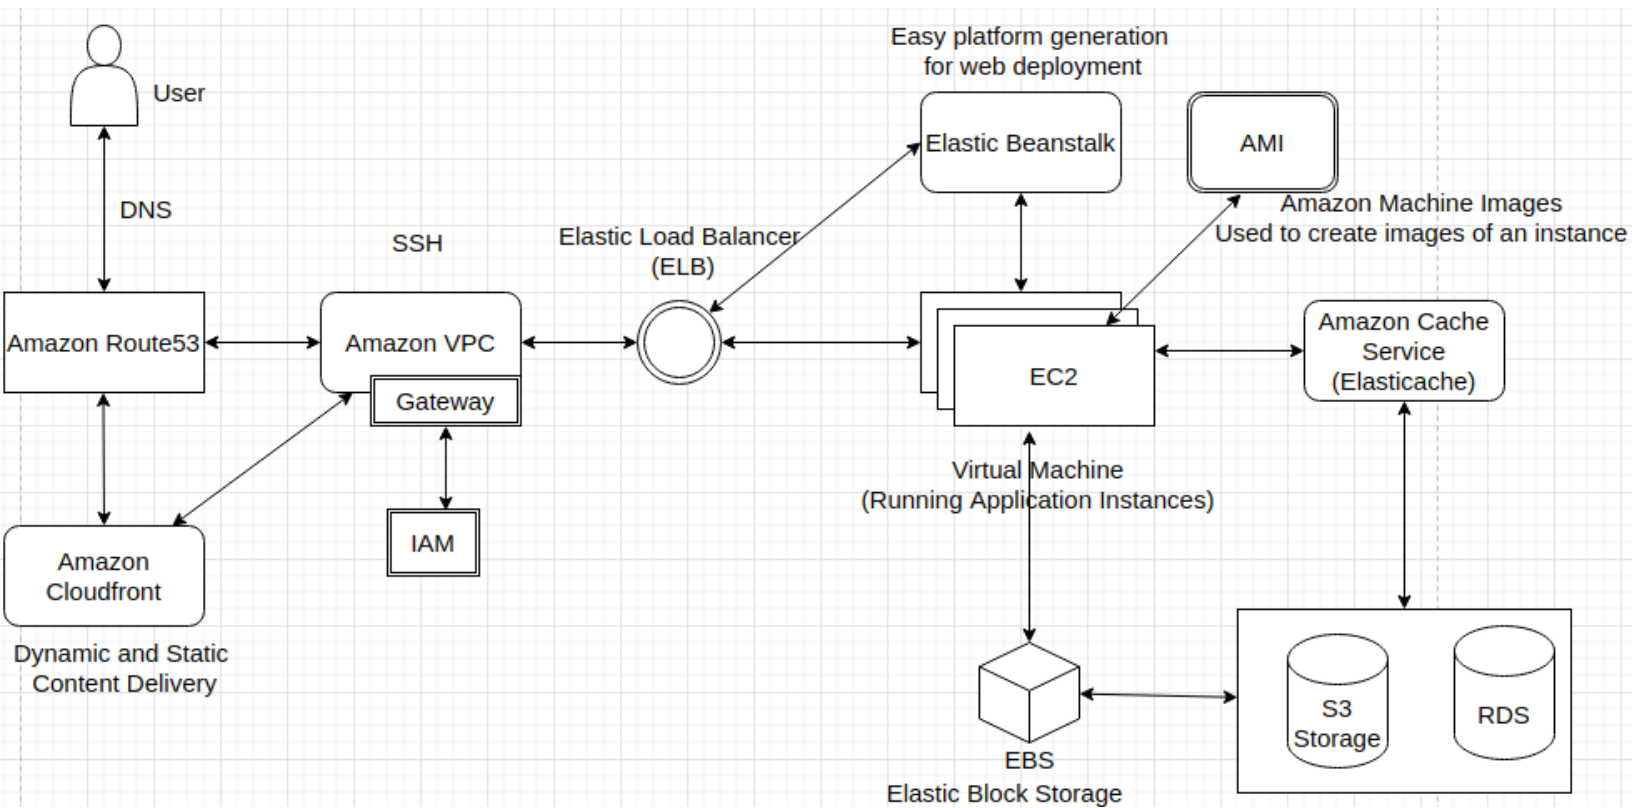 Easy platform generation
for web deployment
User
Elastic Beanstalk
AMI
DNS
Amazon Machine Images
Used to create images of an instance
SSH
Elastic Load Balancer
(ELB)
Amazon Route53
Amazon VPC
Gateway
EC2
Amazon Cache
Service
(Elasticache)
Virtual Machine
(Running Application Instances)
IAM
Amazon
Cloudfront
Dynamic and Static
Content Delivery
S3
Storage
RDS
EBS
Elastic Block Storage